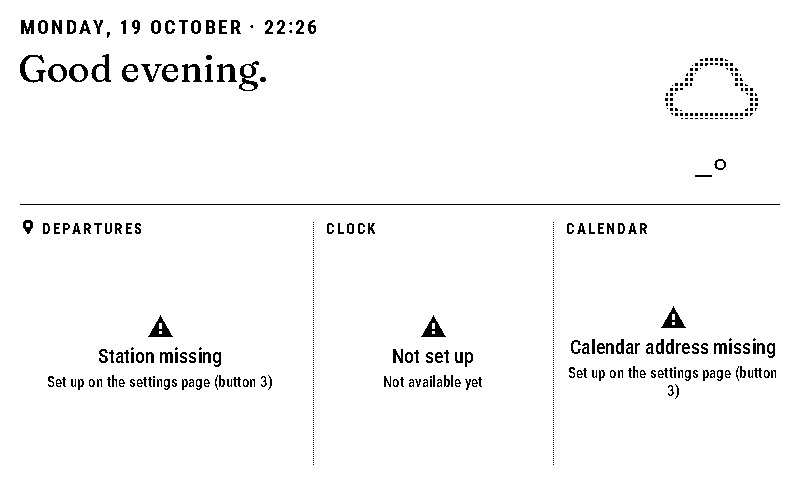 MONDAY, 19 OCTOBER · 22:26
Good evening.
_°
DEPARTURES
CLOCK
CALENDAR
Station missing
Set up on the settings page (button 3)
Not set up
Not available yet
Calendar address missing
Set up on the settings page (button
3)